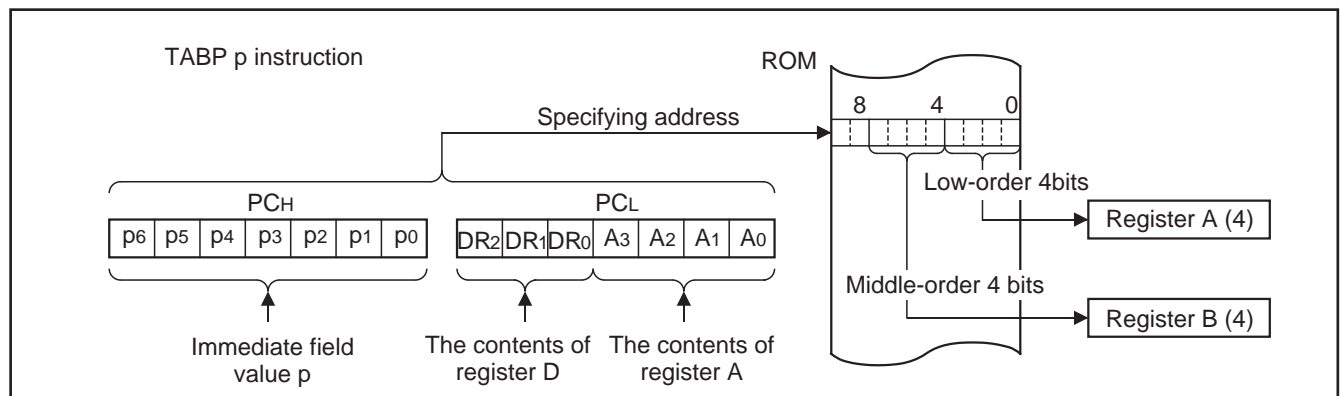 TABP p instruction
ROM
8 4 0
Specifying address
Low-order 4bits
PCH
PCL
p6 p5 p4 p3 p2 p1 p0
DR2 DR1 DR0 A3 A2 A1 A0
Register A (4)
Middle-order 4 bits
Register B (4)
Immediate field
value p
The contents of
register D
The contents of
register A